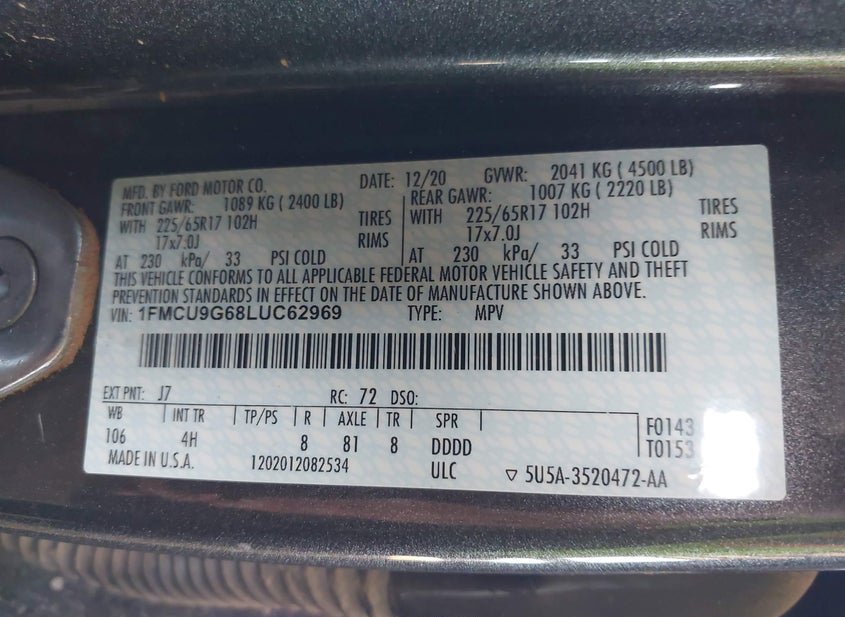 MFD. BY FORD MOTOR CO. DATE: 12/20 GVWR: 2041 KG ( 4500 LB)
FRONT GAWR: 1089 KG ( 2400 LB) REAR GAWR: 1007 KG ( 2220 LB)
WITH 225/65R17 102H TIRES WITH 225/65R17 102H TIRES
17x7.0J RIMS 17x7.0J RIMS
AT 230 kPa/ 33 PSI COLD AT 230 kPa/ 33 PSI COLD
THIS VEHICLE CONFORMS TO ALL APPLICABLE FEDERAL MOTOR VEHICLE SAFETY AND THEFT
PREVENTION STANDARDS IN EFFECT ON THE DATE OF MANUFACTURE SHOWN ABOVE.
VIN: 1FMCU9G68LUC62969 TYPE: MPV
EXT PNT: J7 RC: 72 DSO:
WB INT TR TP/PS R AXLE TR SPR F0143
106 4H 8 81 8 DDDD T0153
MADE IN U.S.A. 1202012082534 ULC ▽ 5U5A-3520472-AA